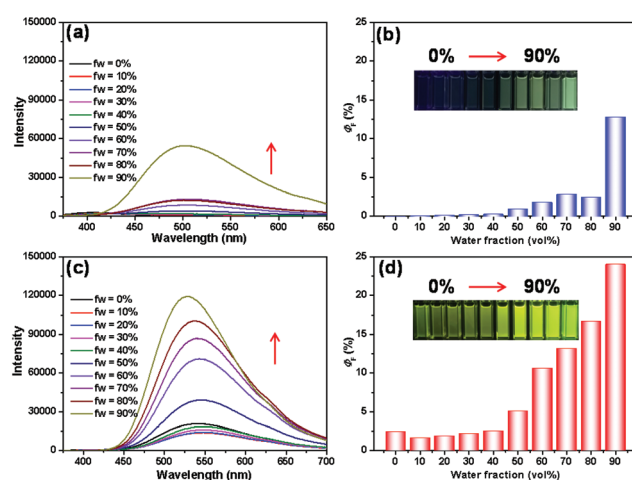 (a)
150000
120000
90000
60000
30000
0
Intensity
fw = 0%
fw = 10%
fw = 20%
fw = 30%
fw = 40%
fw = 50%
fw = 60%
fw = 70%
fw = 80%
fw = 90%
400 450 500 550 600 650
Wavelength (nm)
(b)
25
20
15
10
5
0
ΦF (%)
0% → 90%
0 10 20 30 40 50 60 70 80 90
Water fraction (vol%)
(c)
150000
120000
90000
60000
30000
0
Intensity
fw = 0%
fw = 10%
fw = 20%
fw = 30%
fw = 40%
fw = 50%
fw = 60%
fw = 70%
fw = 80%
fw = 90%
400 450 500 550 600 650 700
Wavelength (nm)
(d)
25
20
15
10
5
0
ΦF (%)
0% → 90%
0 10 20 30 40 50 60 70 80 90
Water fraction (vol%)